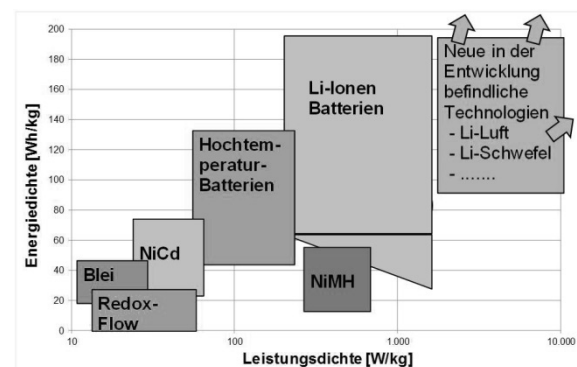 Energiedichte [Wh/kg]
200
180
160
140
120
100
80
60
40
20
0
Blei
Redox-
Flow
NiCd
Hochtem-
peratur-
Batterien
Li-Ionen
Batterien
NiMH
Neue in der
Entwicklung
befindliche
Technologien
- Li-Luft
- Li-Schwefel
- .......
10
100
1.000
10.000
Leistungsdichte [W/kg]